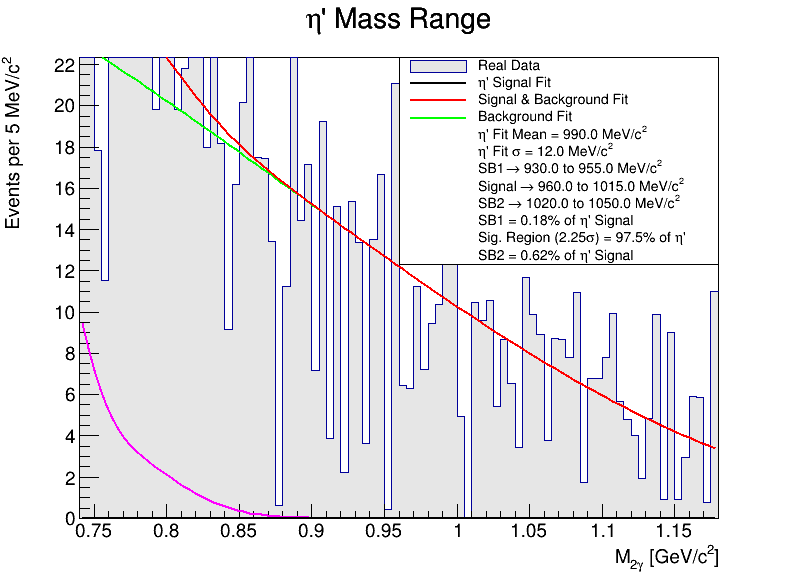 η' Mass Range
Events per 5 MeV/c²
22
20
18
16
14
12
10
8
6
4
2
0
Real Data
η' Signal Fit
Signal & Background Fit
Background Fit
η' Fit Mean = 990.0 MeV/c²
η' Fit σ = 12.0 MeV/c²
SB1 → 930.0 to 955.0 MeV/c²
Signal → 960.0 to 1015.0 MeV/c²
SB2 → 1020.0 to 1050.0 MeV/c²
SB1 = 0.18% of η' Signal
Sig. Region (2.25σ) = 97.5% of η'
SB2 = 0.62% of η' Signal
0.75 0.8 0.85 0.9 0.95 1 1.05 1.1 1.15
M₂γ [GeV/c²]